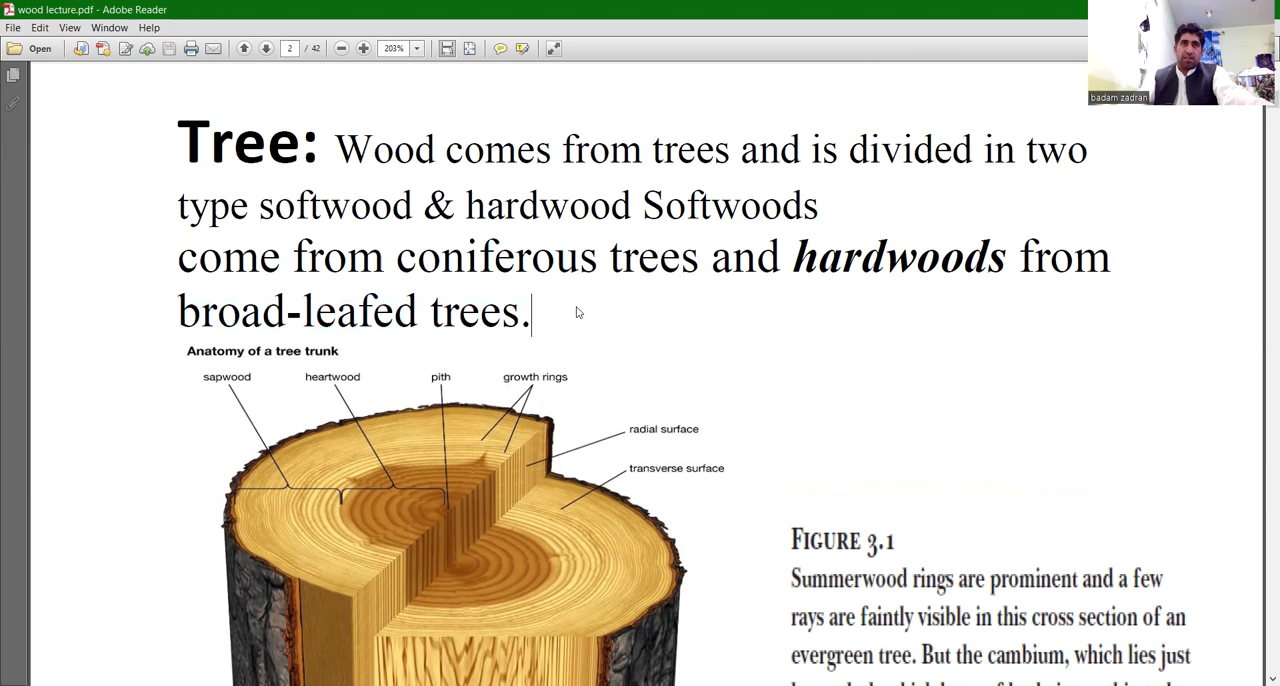 wood lecture.pdf - Adobe Reader
File Edit View Window Help
Open 2 / 42 203%
badam zadran
Tree: Wood comes from trees and is divided in two
type softwood & hardwood Softwoods
come from coniferous trees and hardwoods from
broad-leafed trees.
Anatomy of a tree trunk
sapwood heartwood pith growth rings
radial surface
transverse surface
FIGURE 3.1
Summerwood rings are prominent and a few
rays are faintly visible in this cross section of an
evergreen tree. But the cambium, which lies just